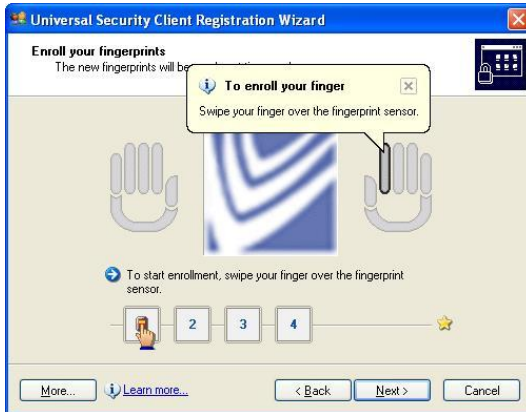 Universal Security Client Registration Wizard
Enroll your fingerprints
The new fingerprints will be
To enroll your finger
Swipe your finger over the fingerprint sensor.
To start enrollment, swipe your finger over the fingerprint
sensor.
2 3 4
More... Learn more... < Back Next > Cancel